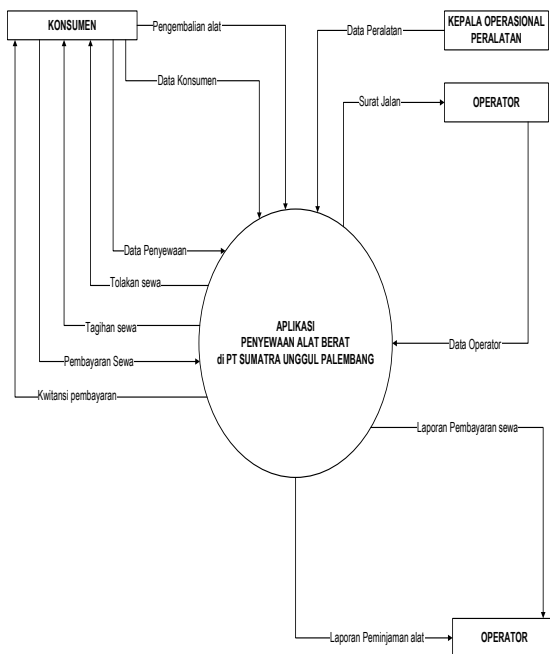 KONSUMEN
Pengembalian alat
Data Peralatan
KEPALA OPERASIONAL
PERALATAN
Data Konsumen
Surat Jalan
OPERATOR
Data Penyewaan
Tolakan sewa
Tagihan sewa
APLIKASI
PENYEWAAN ALAT BERAT
di PT SUMATRA UNGGUL PALEMBANG
Data Operator
Pembayaran Sewa
Kwitansi pembayaran
Laporan Pembayaran sewa
Laporan Peminjaman alat
OPERATOR